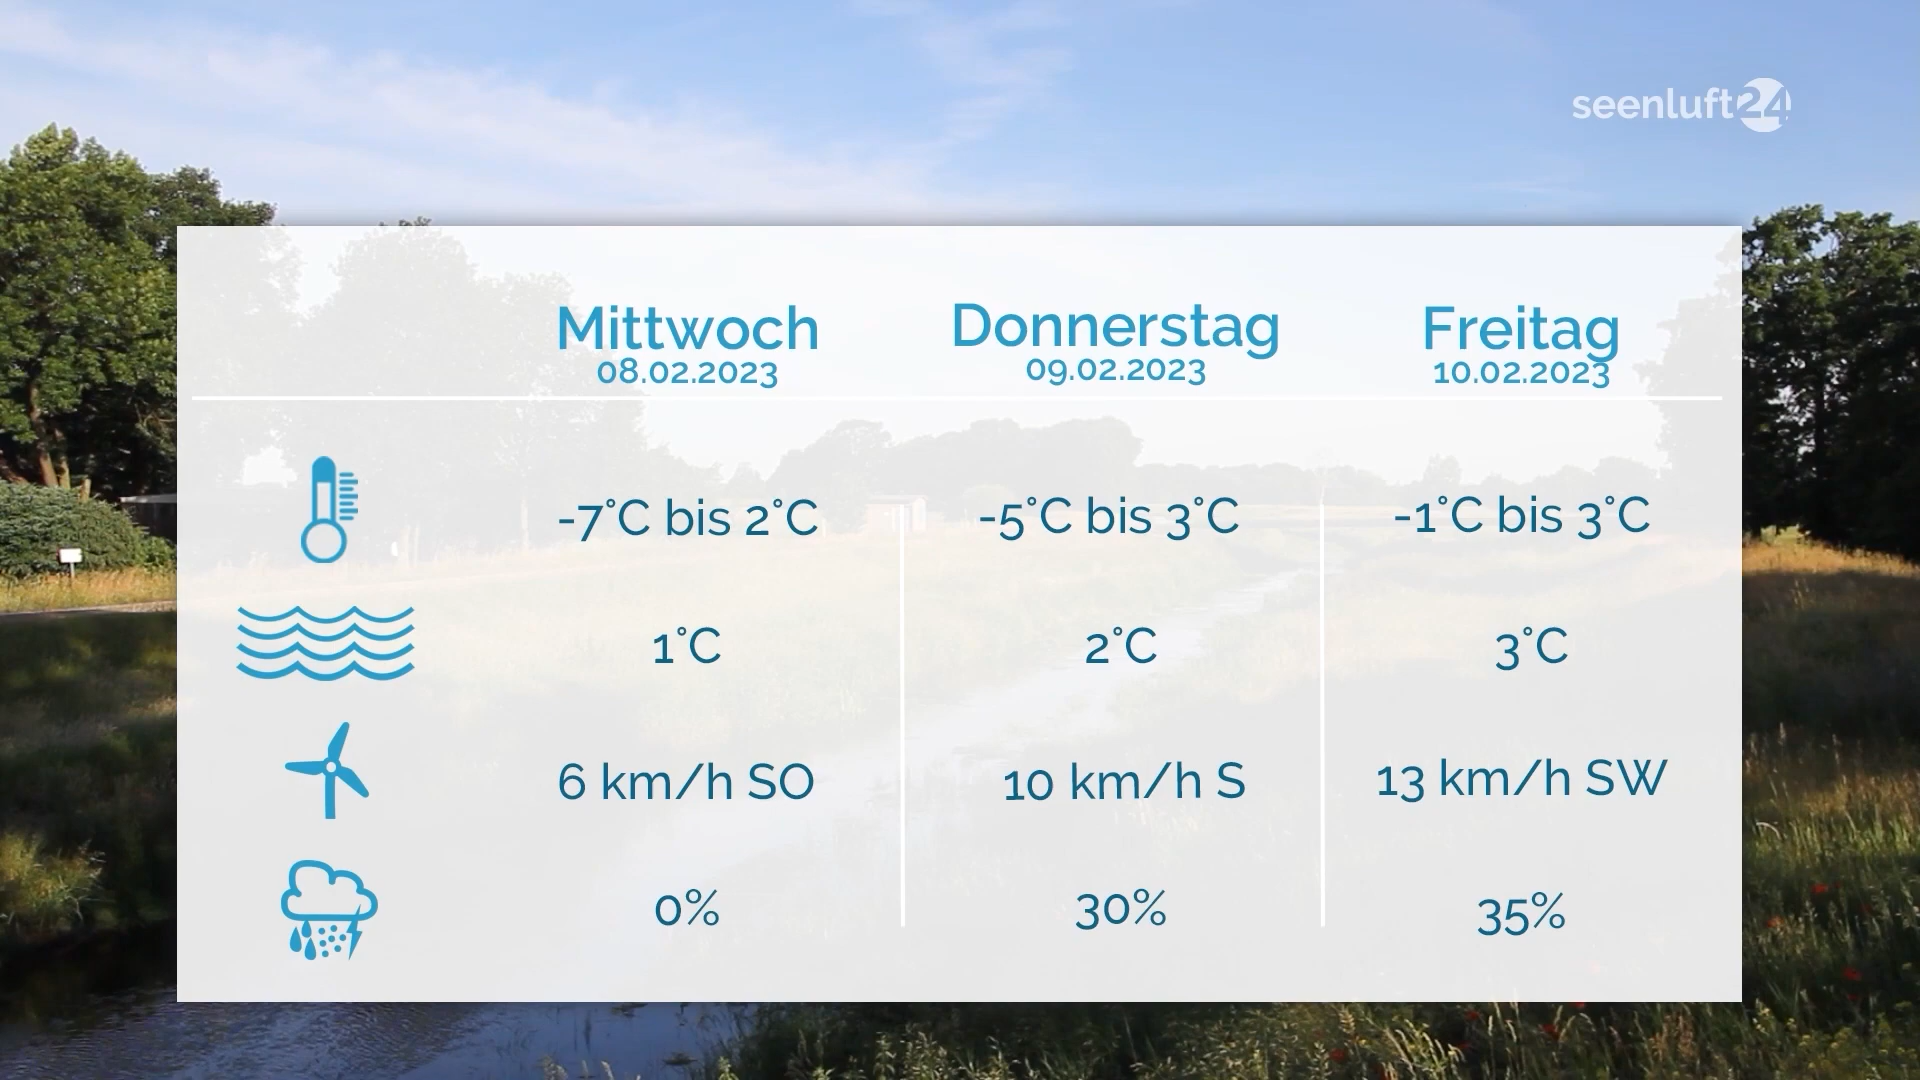 seenluft24
Mittwoch Donnerstag Freitag
08.02.2023 09.02.2023 10.02.2023
-7°C bis 2°C -5°C bis 3°C -1°C bis 3°C
1°C 2°C 3°C
6 km/h SO 10 km/h S 13 km/h SW
0% 30% 35%